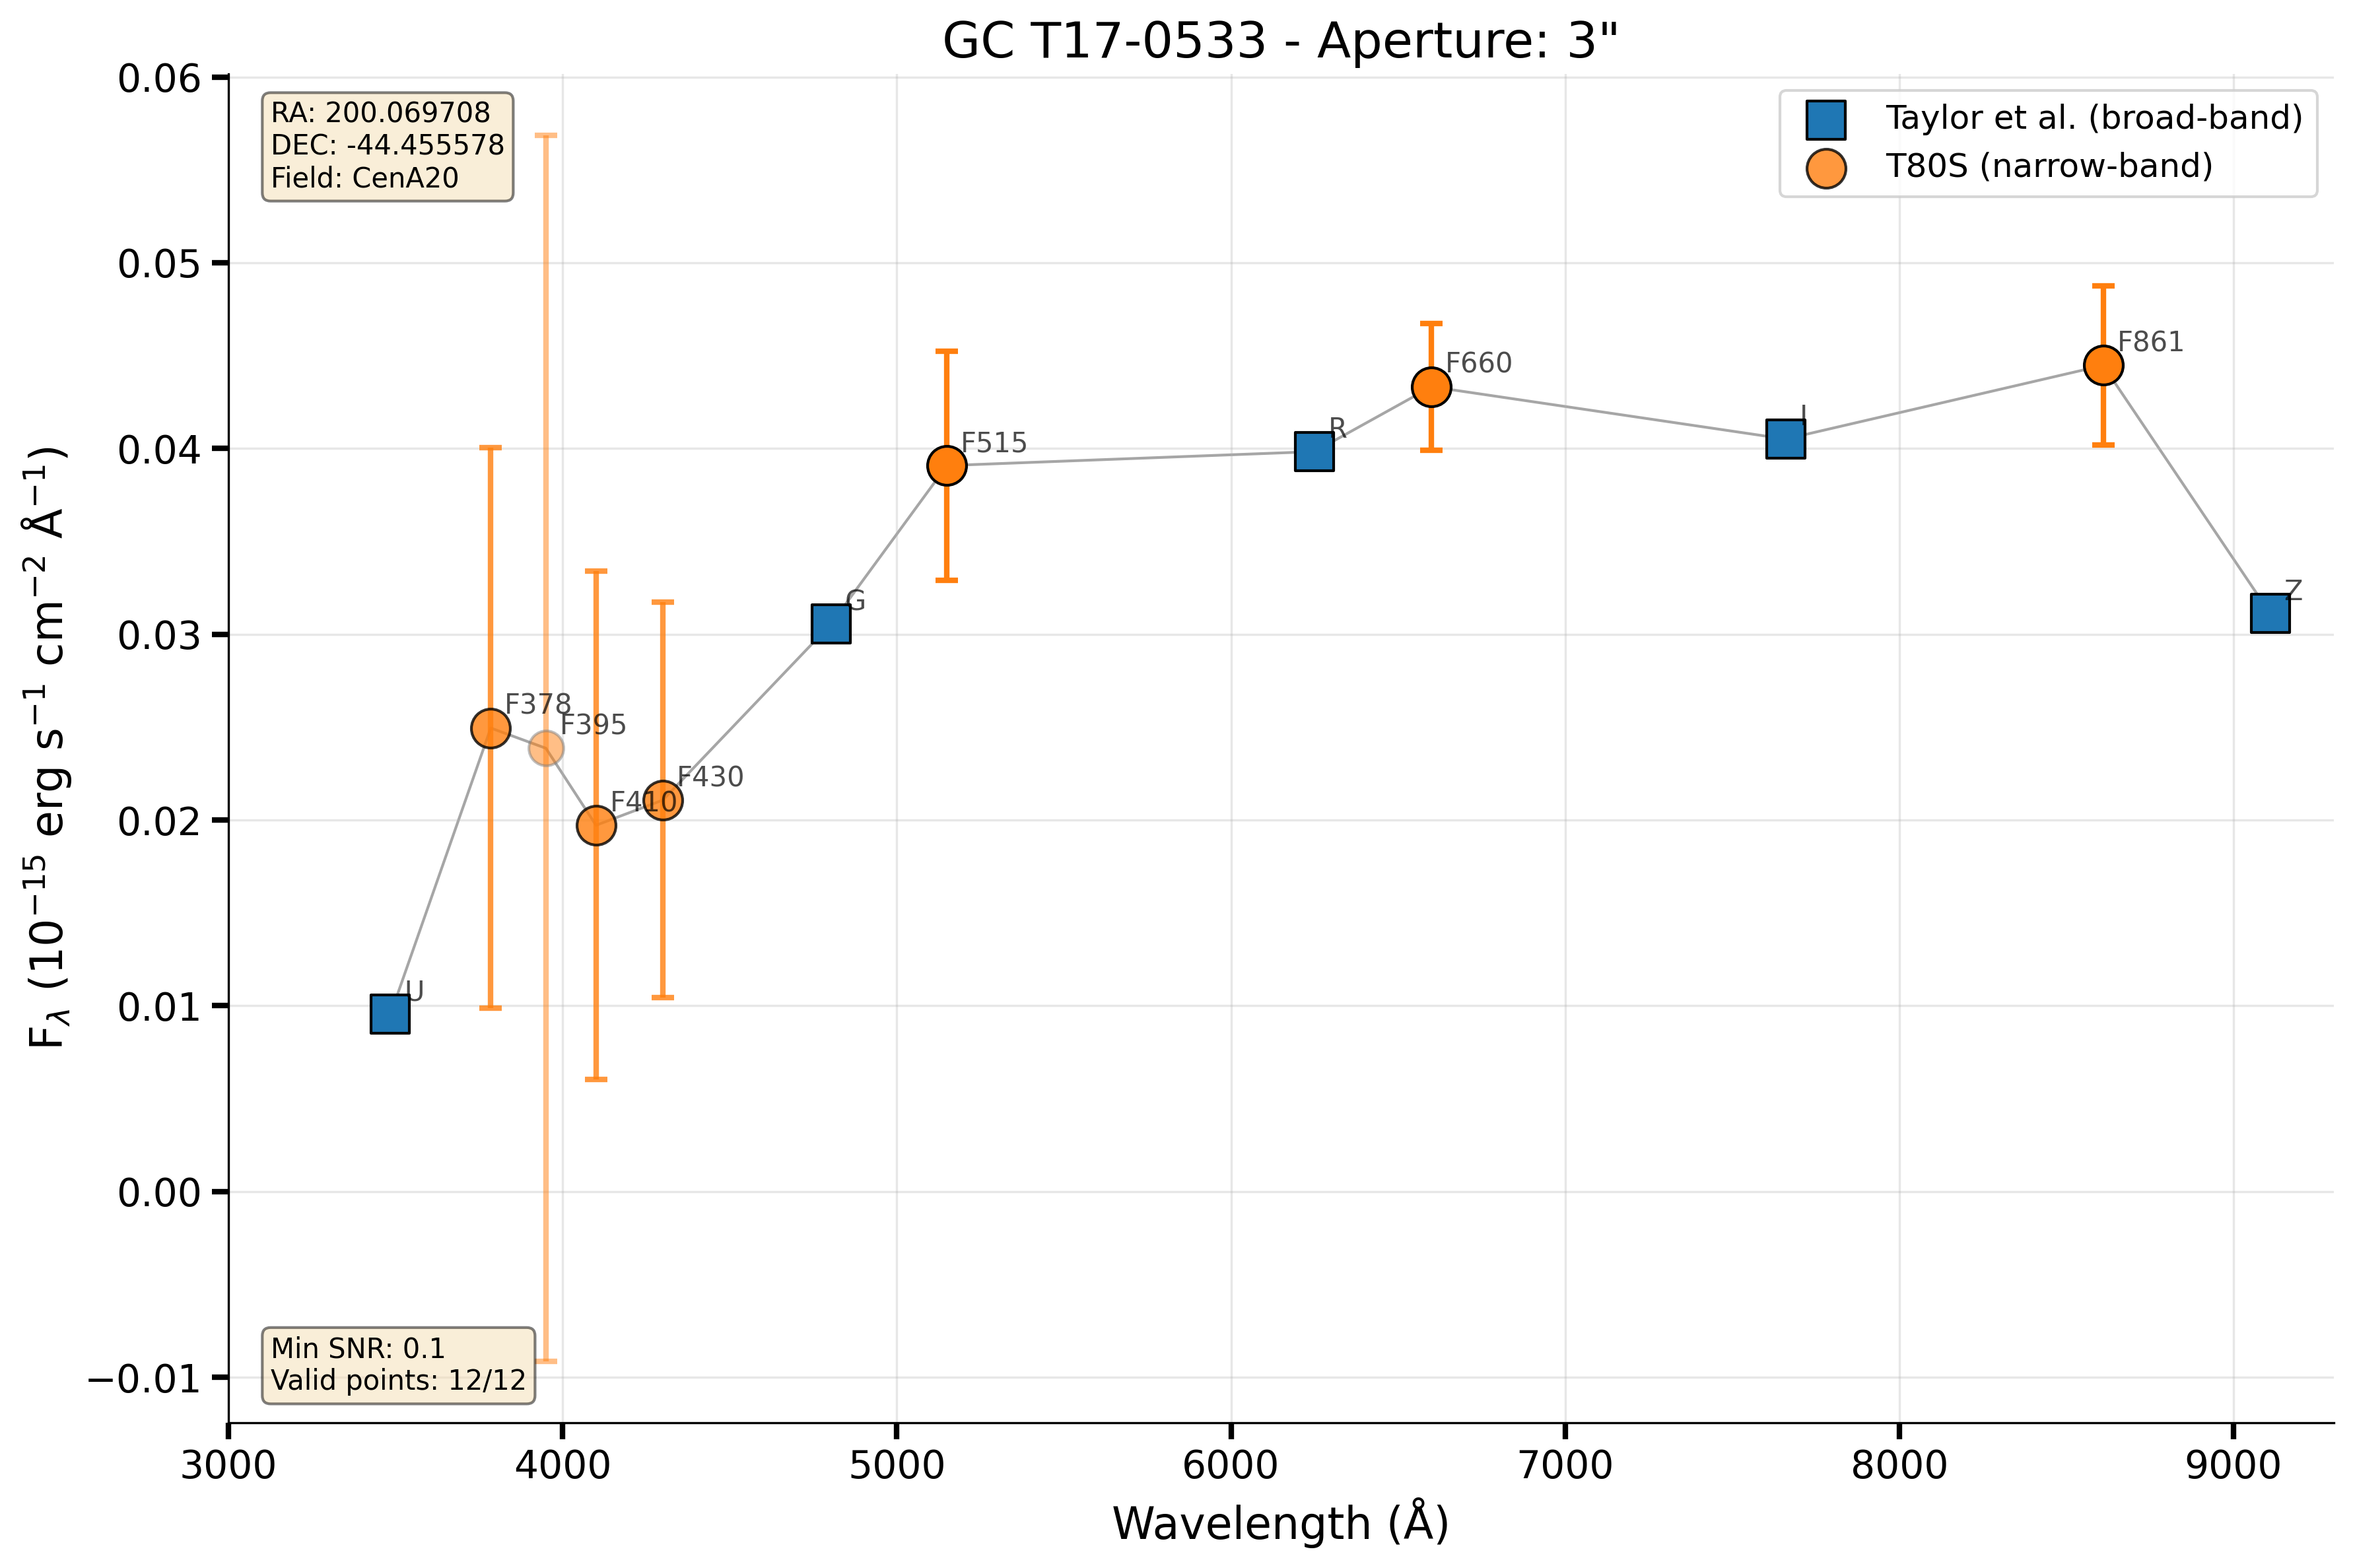 GC T17-0533 - Aperture: 3"
RA: 200.069708
DEC: -44.455578
Field: CenA20
Taylor et al. (broad-band)
T80S (narrow-band)
0.06
0.05
0.04
0.03
0.02
0.01
0.00
−0.01
F_λ (10⁻¹⁵ erg s⁻¹ cm⁻² Å⁻¹)
U
F378
F395
F410
F430
G
F515
R
F660
I
F861
Z
Min SNR: 0.1
Valid points: 12/12
3000 4000 5000 6000 7000 8000 9000
Wavelength (Å)